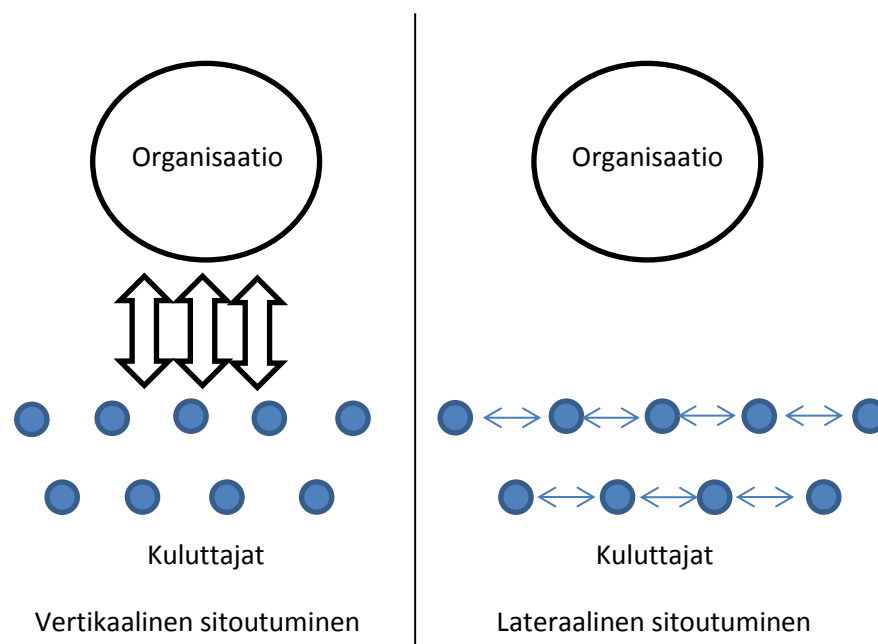 Organisaatio
Kuluttajat
Vertikaalinen sitoutuminen
Organisaatio
Kuluttajat
Lateraalinen sitoutuminen